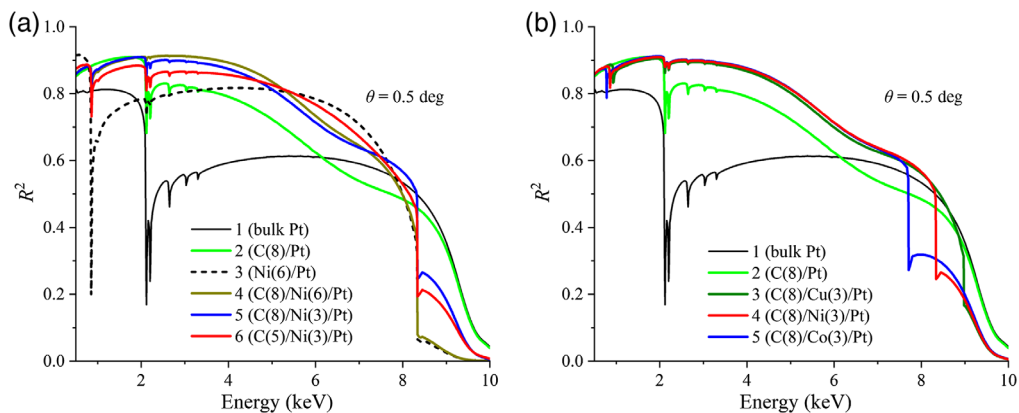 (a)
1.0
0.8
0.6
0.4
0.2
0.0
R²
θ = 0.5 deg
1 (bulk Pt)
2 (C(8)/Pt)
3 (Ni(6)/Pt)
4 (C(8)/Ni(6)/Pt)
5 (C(8)/Ni(3)/Pt)
6 (C(5)/Ni(3)/Pt)
2 4 6 8 10
Energy (keV)
(b)
1.0
0.8
0.6
0.4
0.2
0.0
R²
θ = 0.5 deg
1 (bulk Pt)
2 (C(8)/Pt)
3 (C(8)/Cu(3)/Pt)
4 (C(8)/Ni(3)/Pt)
5 (C(8)/Co(3)/Pt)
2 4 6 8 10
Energy (keV)